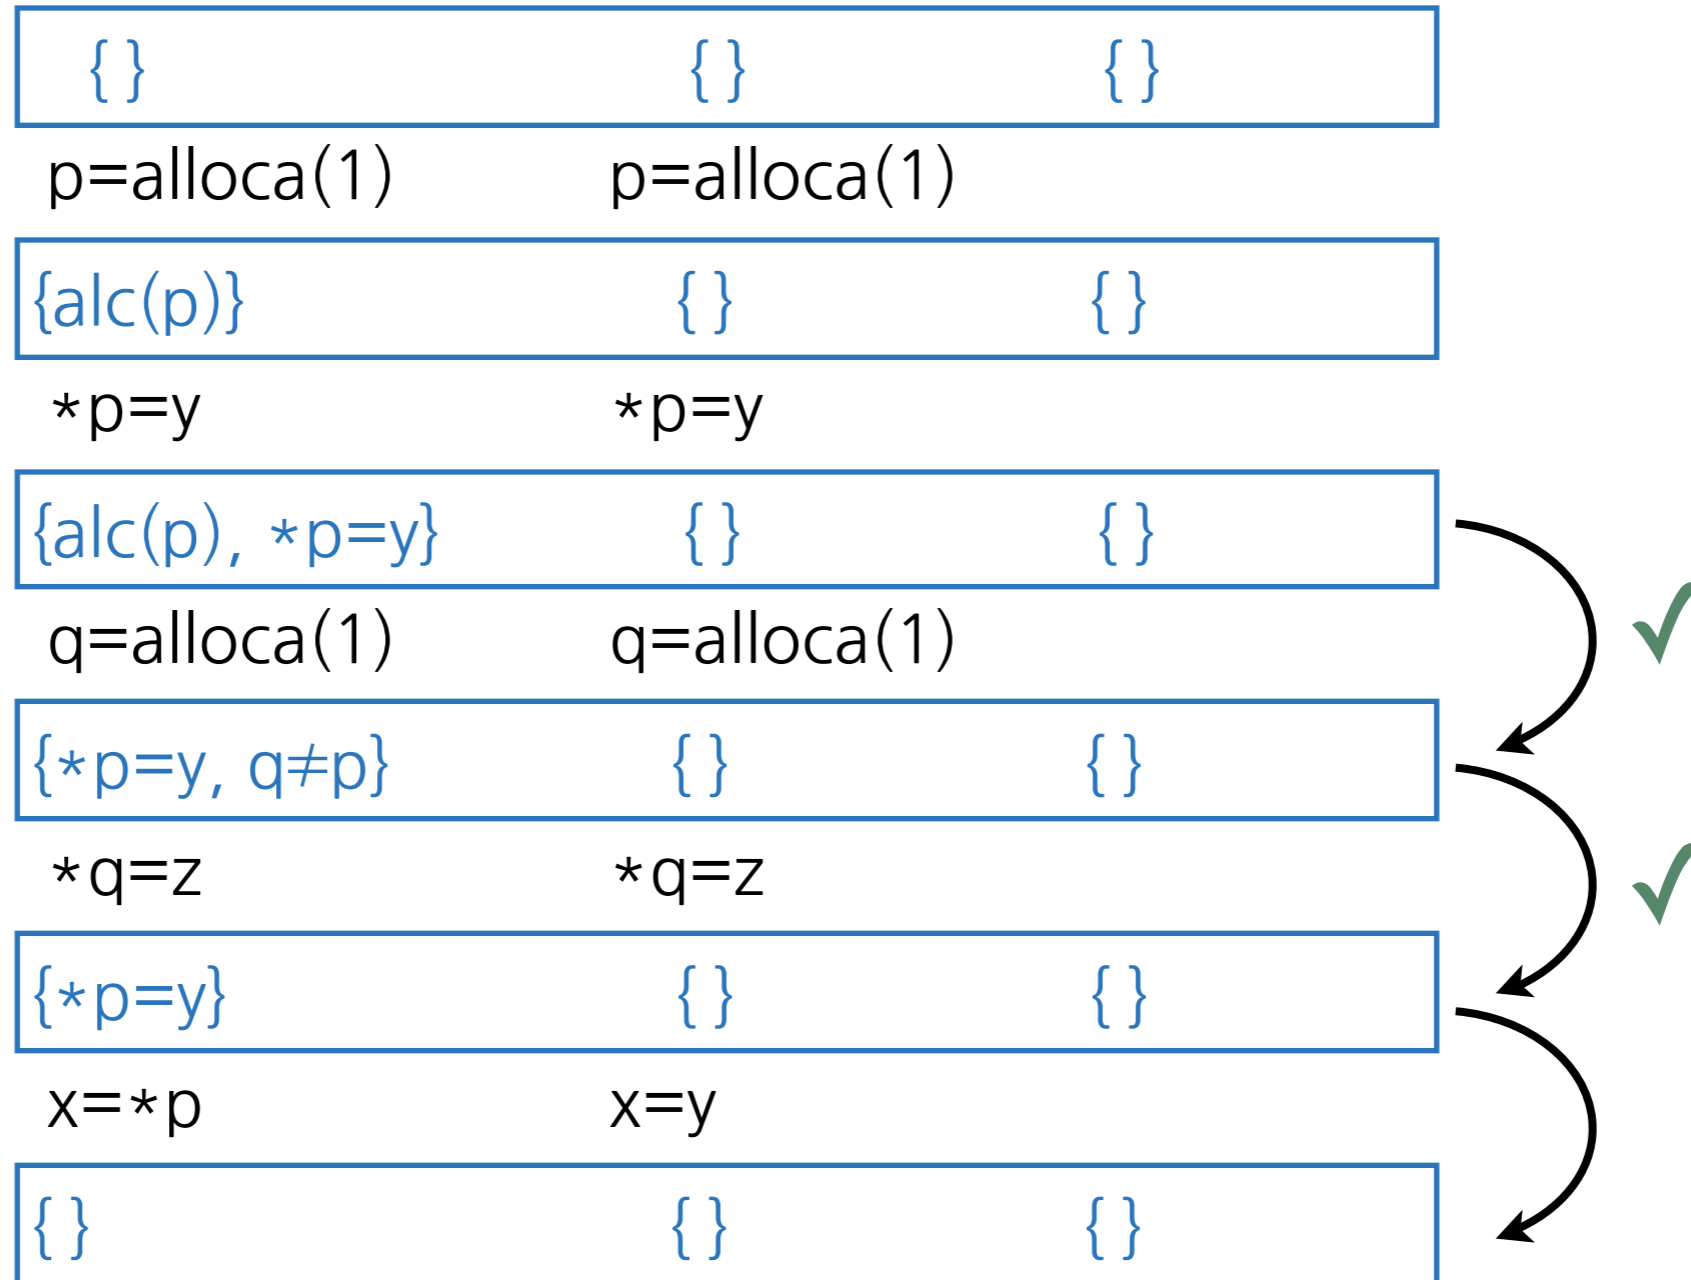 { } { } { }
p=alloca(1) p=alloca(1)
{alc(p)} { } { }
*p=y *p=y
{alc(p), *p=y} { } { }
q=alloca(1) q=alloca(1)
{*p=y, q≠p} { } { }
*q=z *q=z
{*p=y} { } { }
x=*p x=y
{ } { } { }